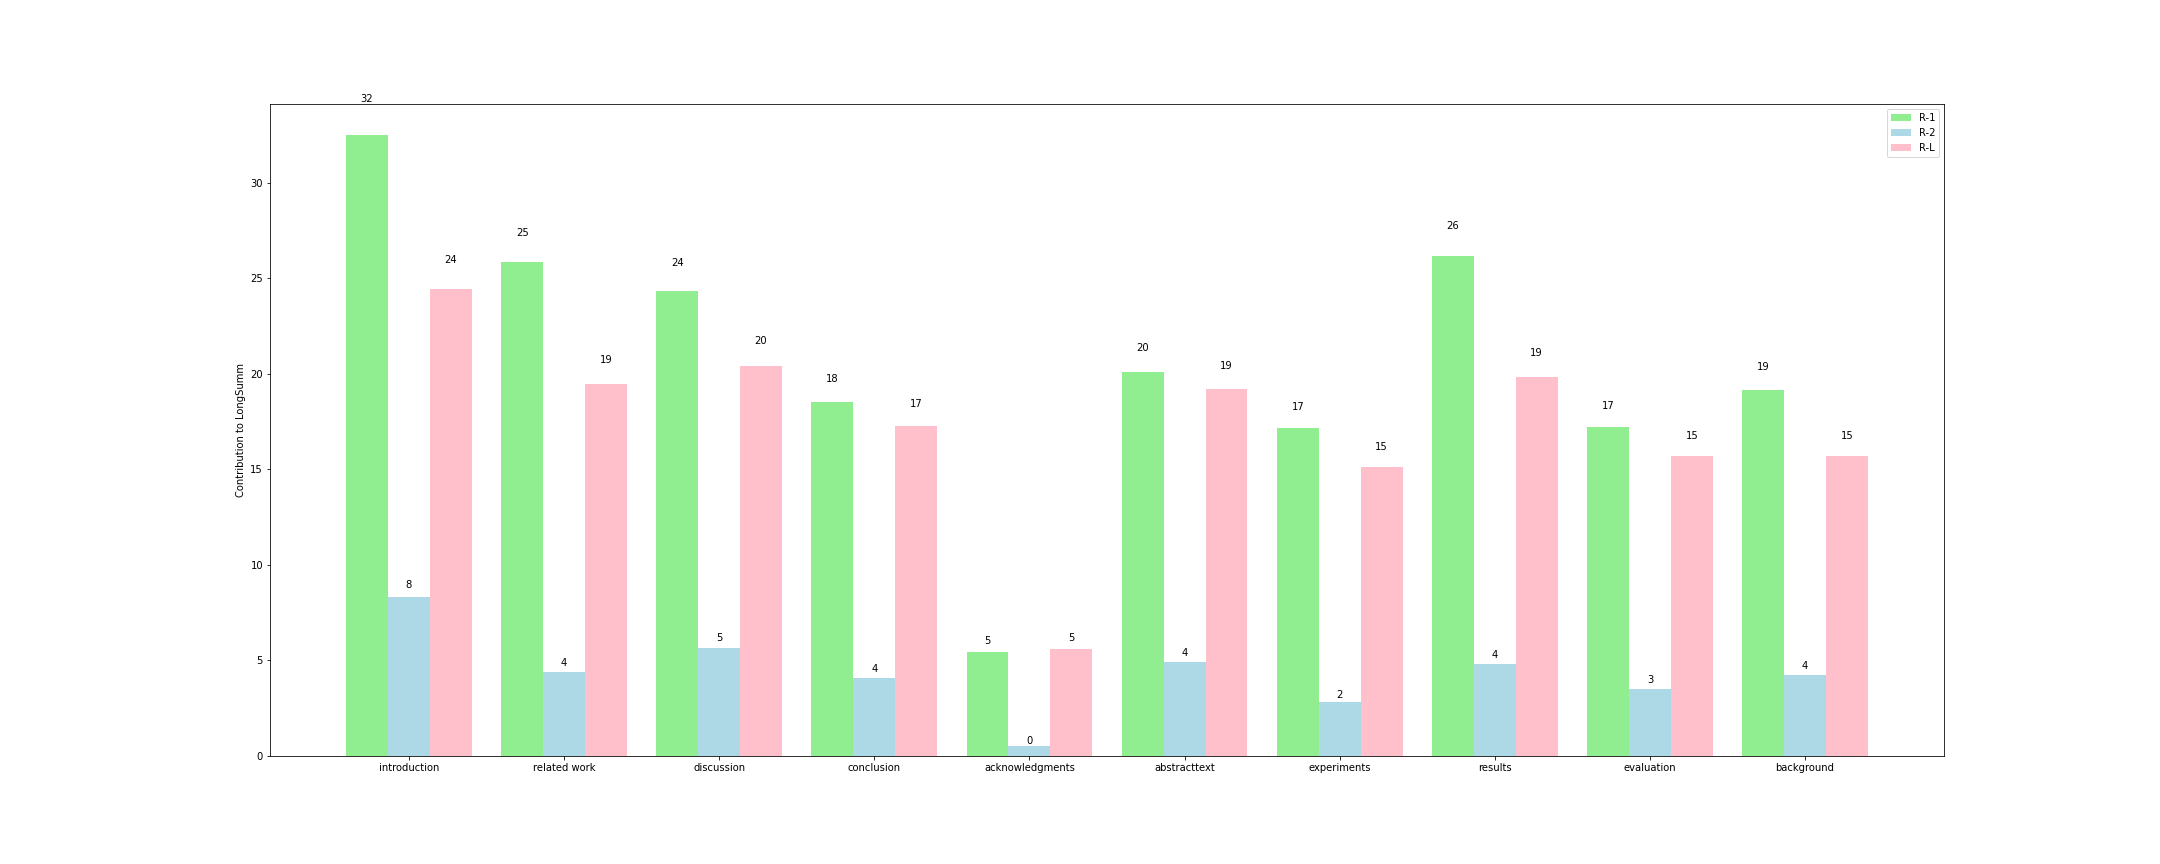 32
R-1
R-2
R-L
30
25
20
15
10
5
0
Contribution to LongSumm
8
24
25
4
19
24
5
20
18
4
17
5
0
5
20
4
19
17
2
15
26
4
19
17
3
15
19
4
15
introduction
related work
discussion
conclusion
acknowledgments
abstracttext
experiments
results
evaluation
background